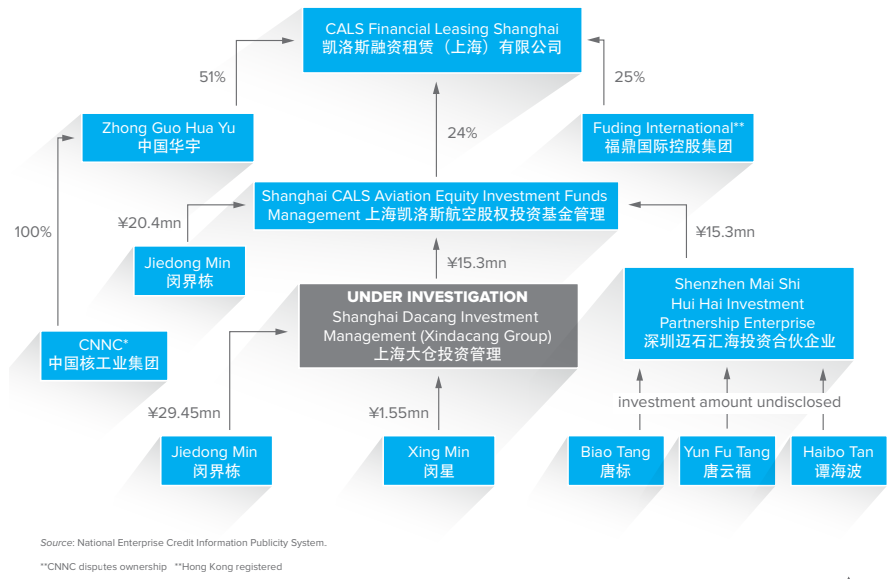 CALS Financial Leasing Shanghai
凯洛斯融资租赁（上海）有限公司
51%
25%
24%
Zhong Guo Hua Yu
中国华宇
Fuding International**
福鼎国际控股集团
Shanghai CALS Aviation Equity Investment Funds
Management 上海凯洛斯航空股权投资基金管理
100%
¥20.4mn
¥15.3mn
Jiedong Min
闵界栋
¥15.3mn
UNDER INVESTIGATION
Shanghai Dacang Investment
Management (Xindacang Group)
上海大仓投资管理
Shenzhen Mai Shi
Hui Hai Investment
Partnership Enterprise
深圳迈石汇海投资合伙企业
CNNC*
中国核工业集团
¥29.45mn
¥1.55mn
investment amount undisclosed
Jiedong Min
闵界栋
Xing Min
闵星
Biao Tang
唐标
Yun Fu Tang
唐云福
Haibo Tan
谭海波
Source: National Enterprise Credit Information Publicity System.
**CNNC disputes ownership **Hong Kong registered